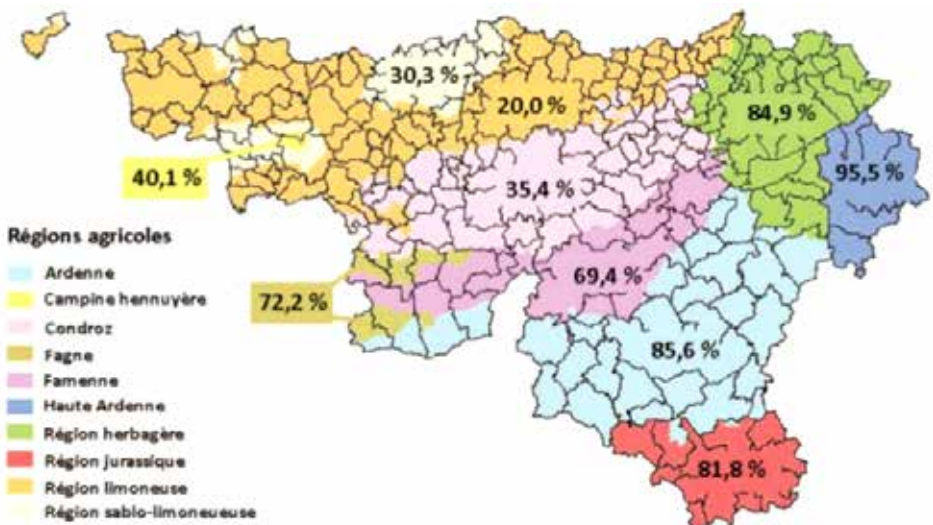 30,3 %
20,0 %
84,9 %
40,1 %
35,4 %
95,5 %
Régions agricoles
Ardenne
Campine hennuyère
Condroz
Fagne
Famenne
Haute Ardenne
Région herbagère
Région jurassique
Région limoneuse
Région sablo-limoneueuse
72,2 %
69,4 %
85,6 %
81,8 %